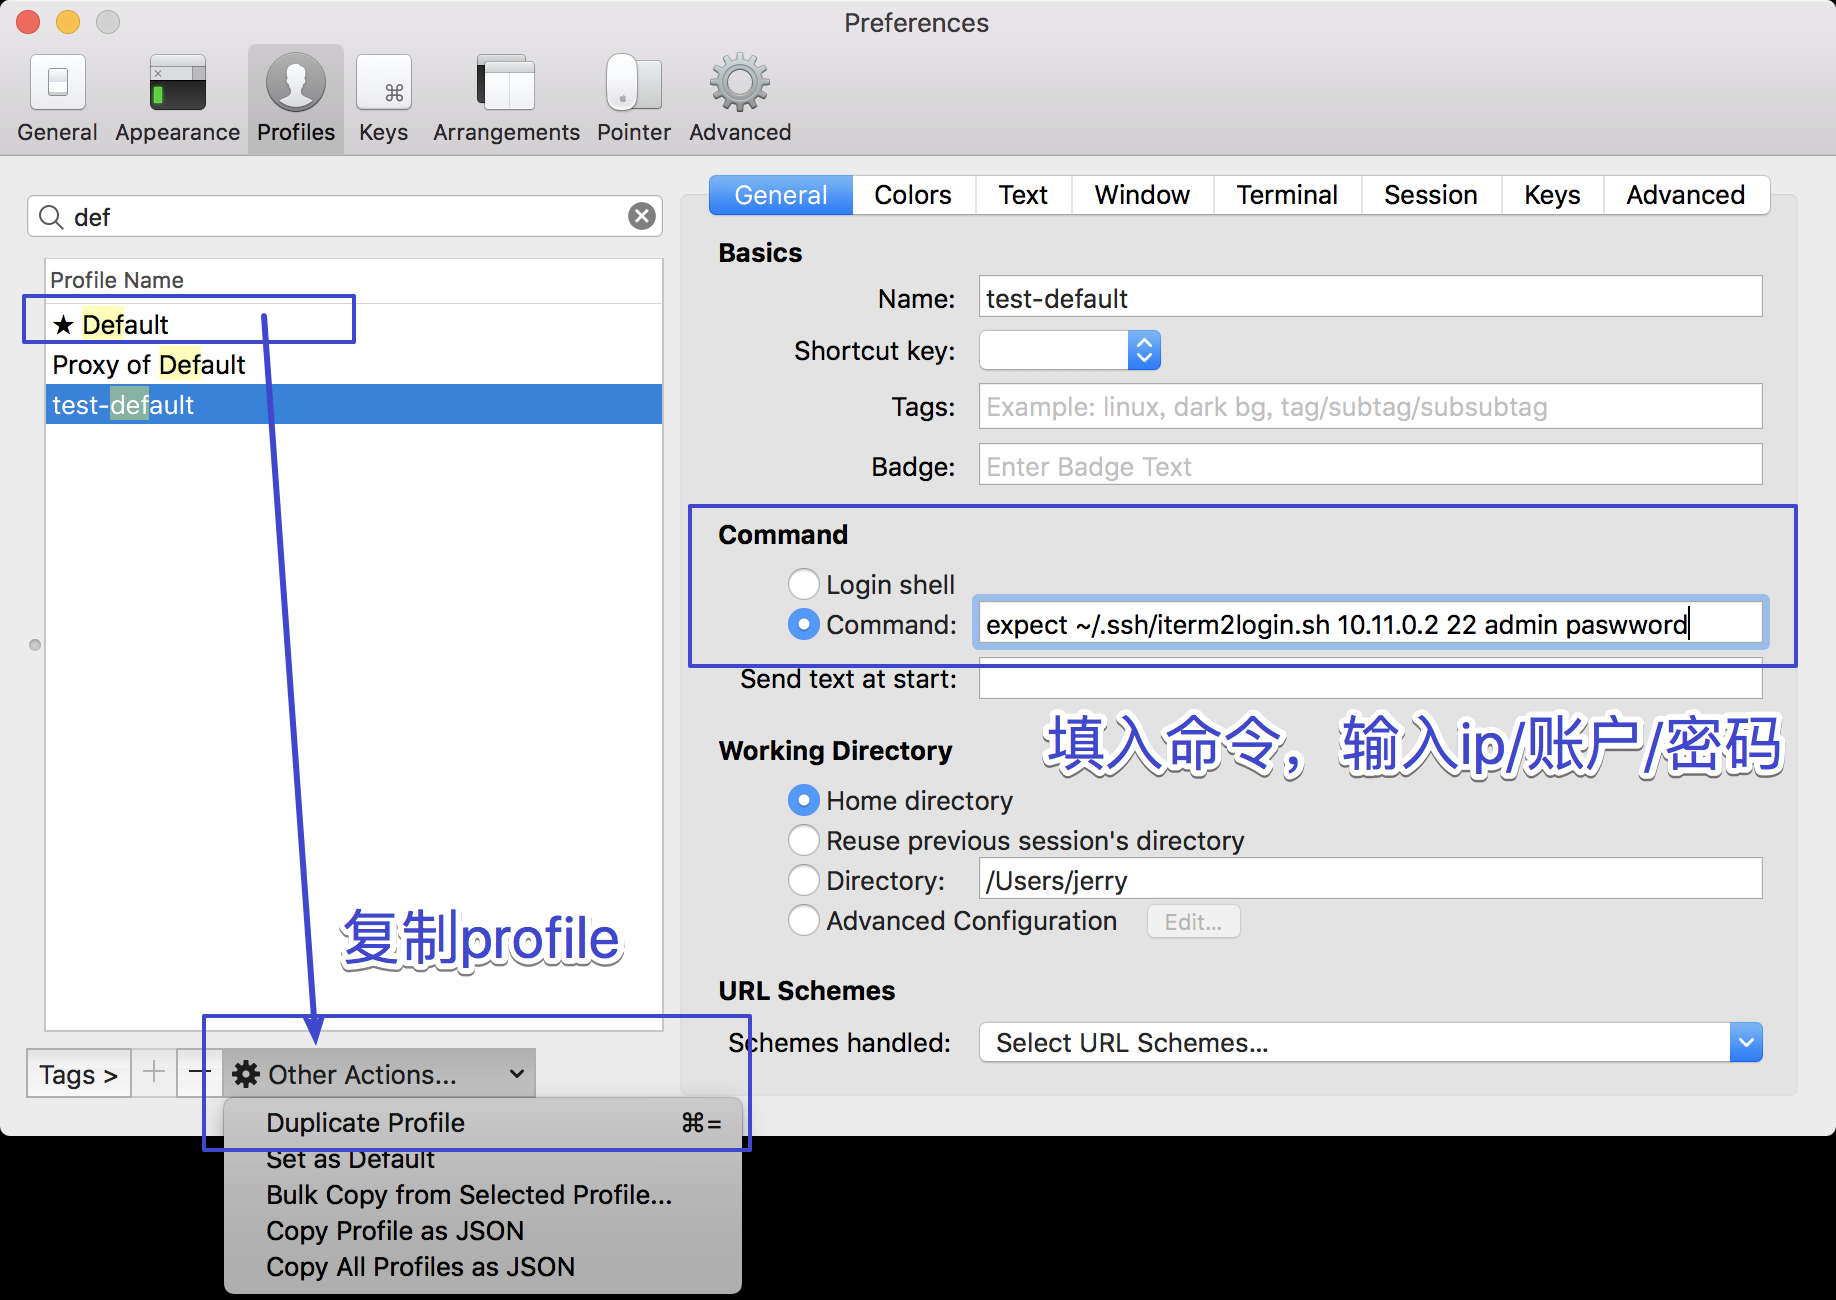 Preferences
General Appearance Profiles Keys Arrangements Pointer Advanced
def
Profile Name
★ Default
Proxy of Default
test-default
复制profile
Tags > + — Other Actions...
Duplicate Profile ⌘=
Set as Default
Bulk Copy from Selected Profile...
Copy Profile as JSON
Copy All Profiles as JSON
General Colors Text Window Terminal Session Keys Advanced
Basics
Name: test-default
Shortcut key:
Tags: Example: linux, dark bg, tag/subtag/subsubtag
Badge: Enter Badge Text
Command
Login shell
Command: expect ~/.ssh/iterm2login.sh 10.11.0.2 22 admin paswword
Send text at start:
填入命令，输入ip/账户/密码
Working Directory
Home directory
Reuse previous session's directory
Directory: /Users/jerry
Advanced Configuration Edit...
URL Schemes
Schemes handled: Select URL Schemes...